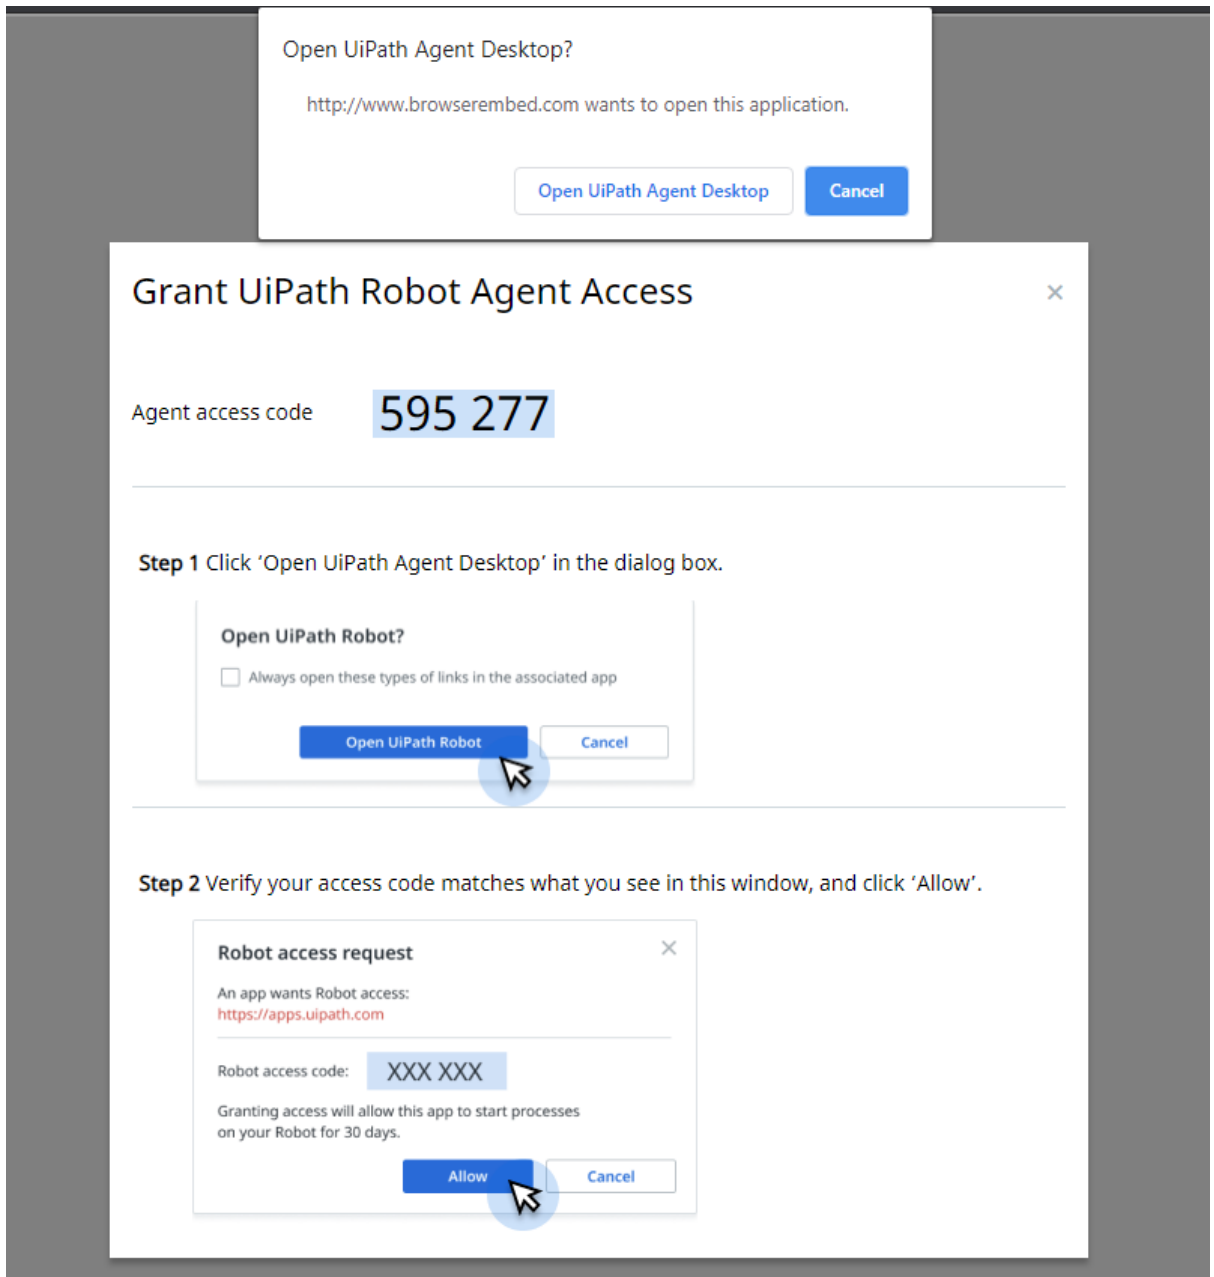 Open UiPath Agent Desktop?
http://www.browserembed.com wants to open this application.
Open UiPath Agent Desktop Cancel
Grant UiPath Robot Agent Access
Agent access code 595 277
Step 1 Click ‘Open UiPath Agent Desktop’ in the dialog box.
Open UiPath Robot?
Always open these types of links in the associated app
Open UiPath Robot Cancel
Step 2 Verify your access code matches what you see in this window, and click ‘Allow’.
Robot access request
An app wants Robot access:
https://apps.uipath.com
Robot access code: XXX XXX
Granting access will allow this app to start processes
on your Robot for 30 days.
Allow Cancel